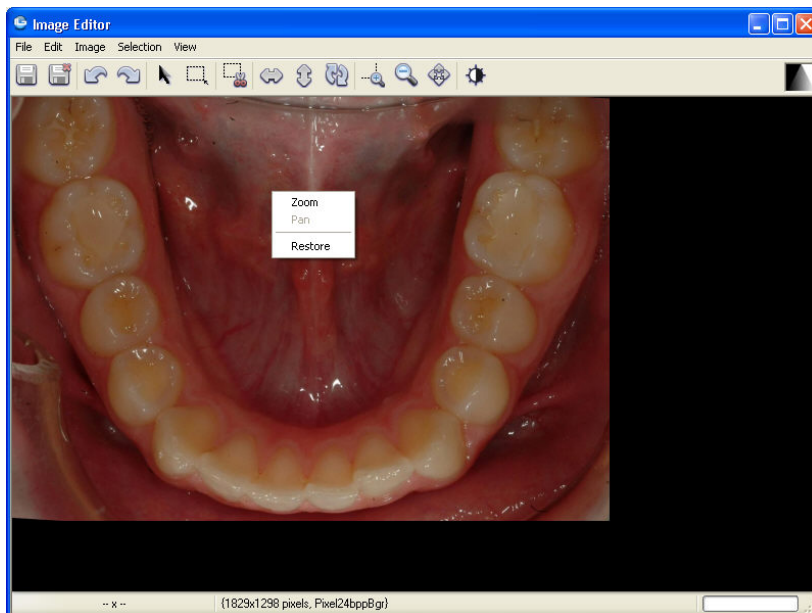 Image Editor
File Edit Image Selection View
Zoom
Pan
Restore
-- x -- {1829x1298 pixels, Pixel24bppBgr}